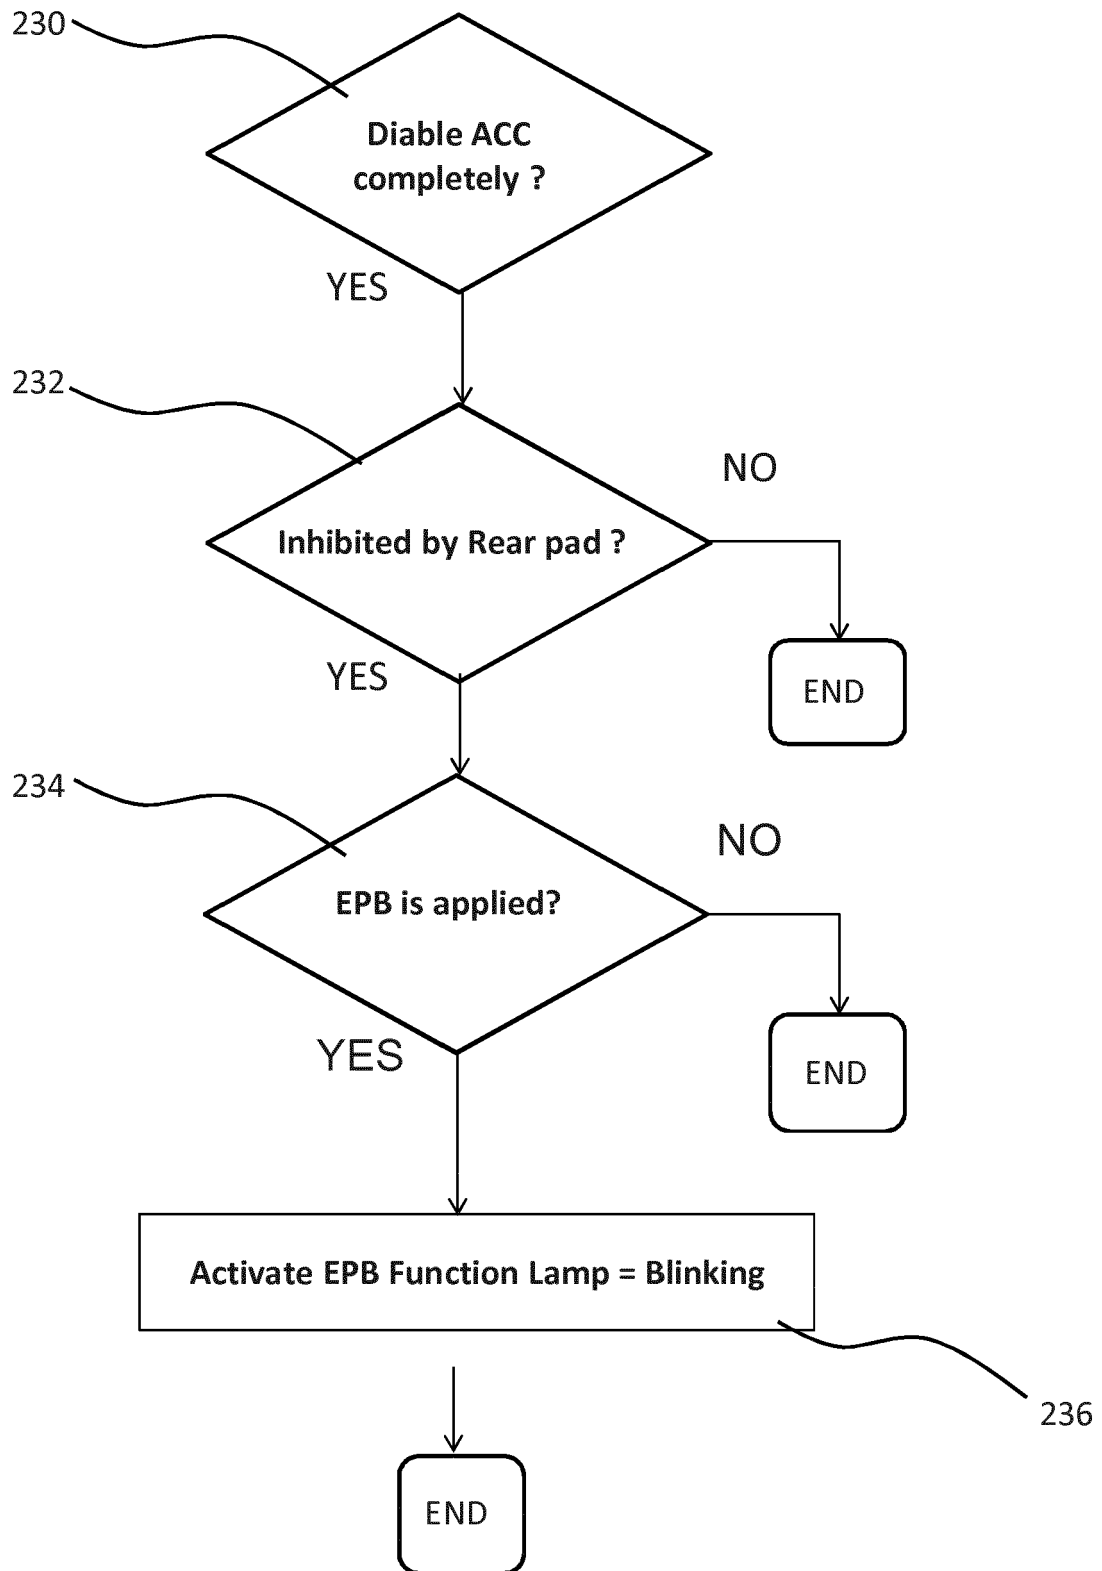 230
Diable ACC
completely ?
YES
232
NO
Inhibited by Rear pad ?
YES
END
234
NO
EPB is applied?
YES
END
Activate EPB Function Lamp = Blinking
236
END